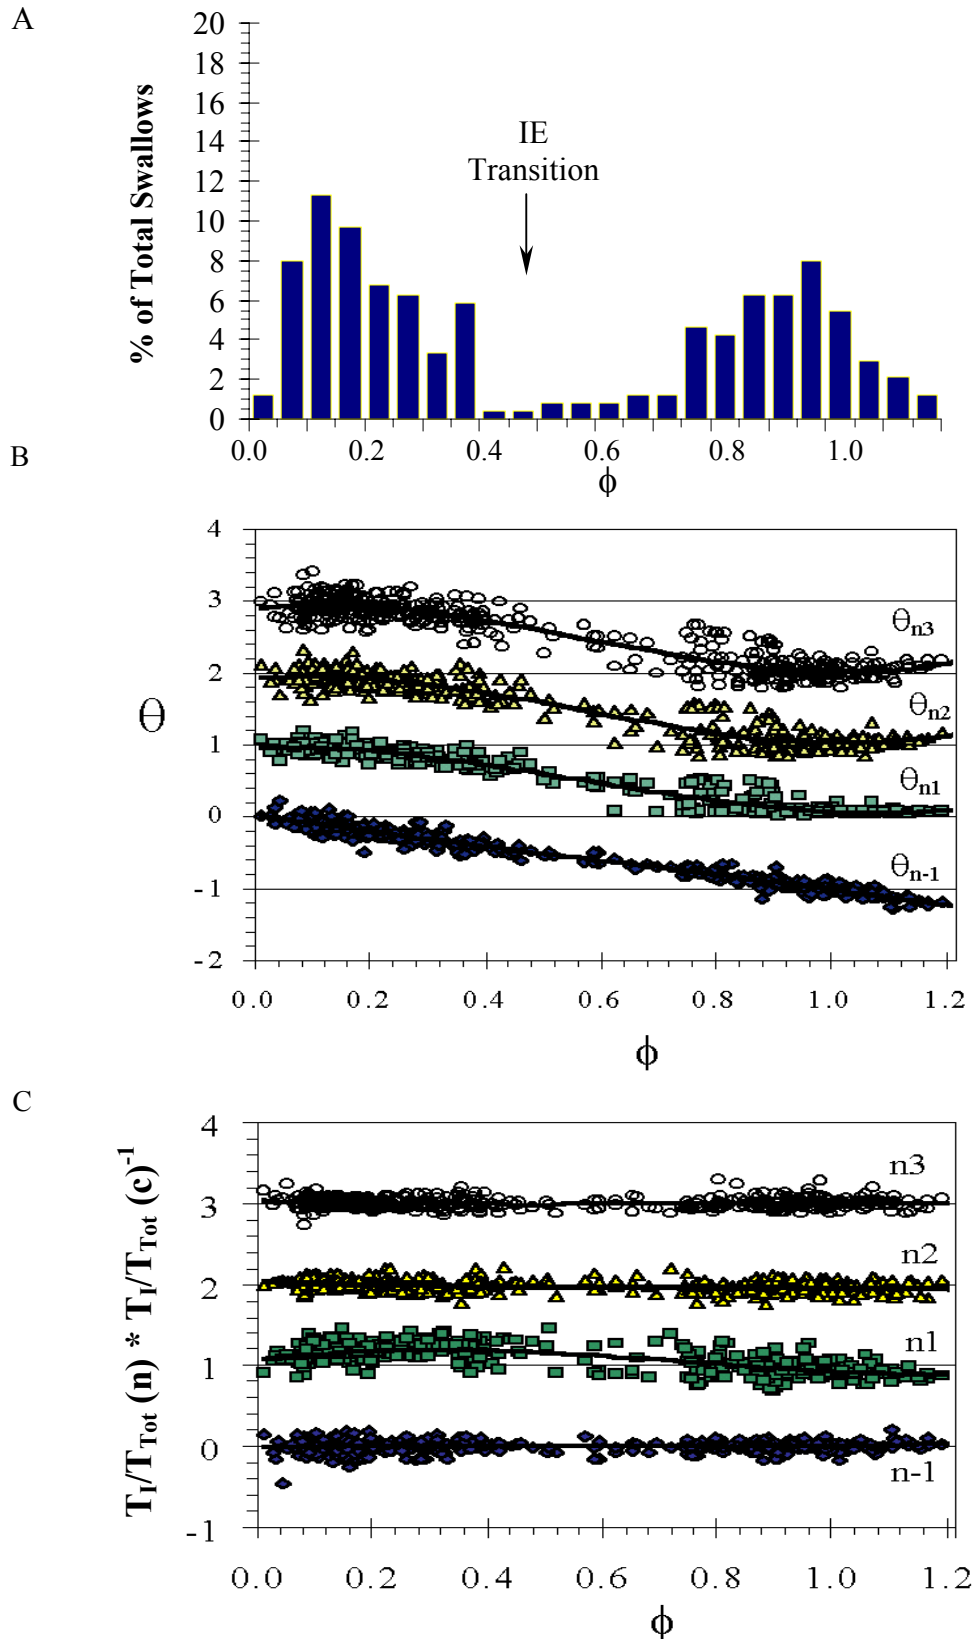 A
% of Total Swallows
20
18
16
14
12
10
8
6
4
2
0
IE
Transition
0.0 0.2 0.4 0.6 0.8 1.0
ϕ
B
θ
4
3
2
1
0
-1
-2
θn3
θn2
θn1
θn-1
0.0 0.2 0.4 0.6 0.8 1.0 1.2
ϕ
C
TI/TTot (n) * TI/TTot (c)-1
4
3
2
1
0
-1
n3
n2
n1
n-1
0.0 0.2 0.4 0.6 0.8 1.0 1.2
ϕ